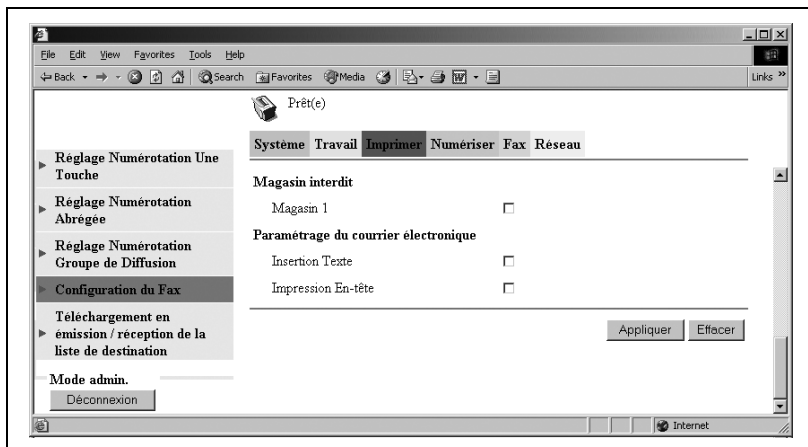 File Edit View Favorites Tools Help
Back Search Favorites Media Links »
Prêt(e)
Système Travail Imprimer Numériser Fax Réseau
Réglage Numérotation Une
Touche
Réglage Numérotation
Abrégée
Réglage Numérotation
Groupe de Diffusion
Configuration du Fax
Téléchargement en
émission / réception de la
liste de destination
Mode admin.
Déconnexion
Magasin interdit
Magasin 1
Paramétrage du courrier électronique
Insertion Texte
Impression En-tête
Appliquer Effacer
Internet